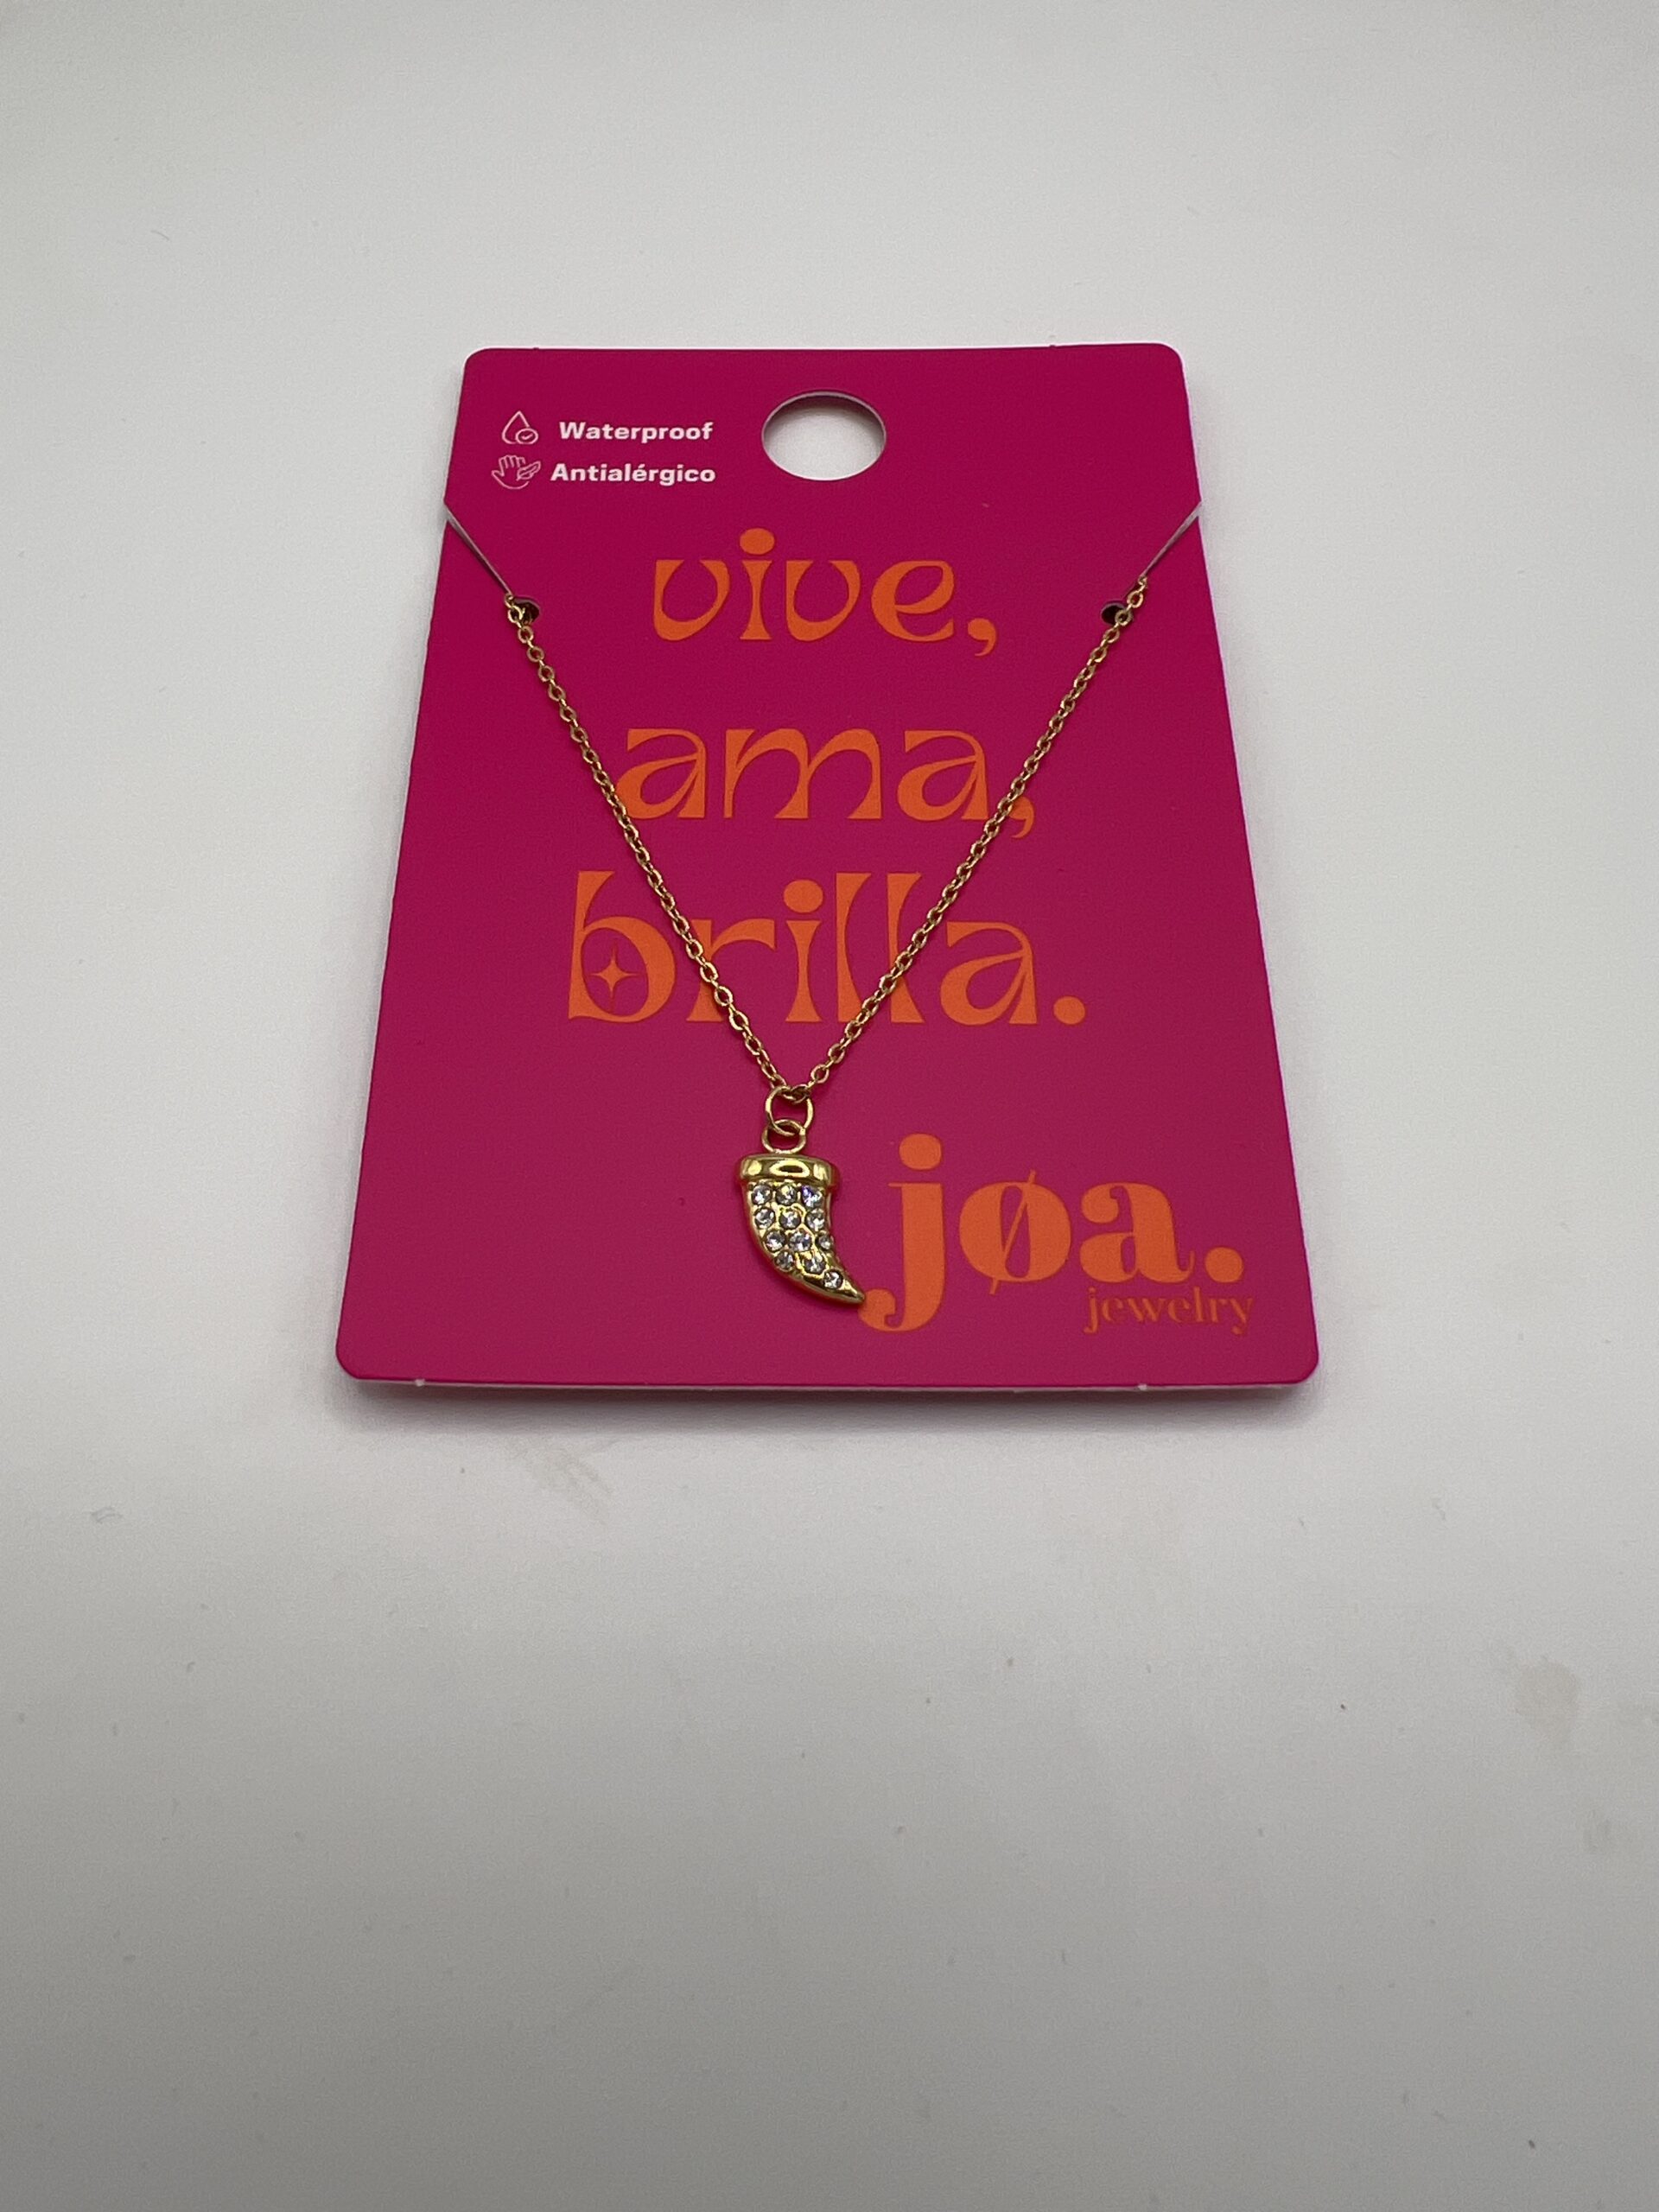 Waterproof
Antialérgico
vive,
ama,
brilla.
jøa.
jewelry